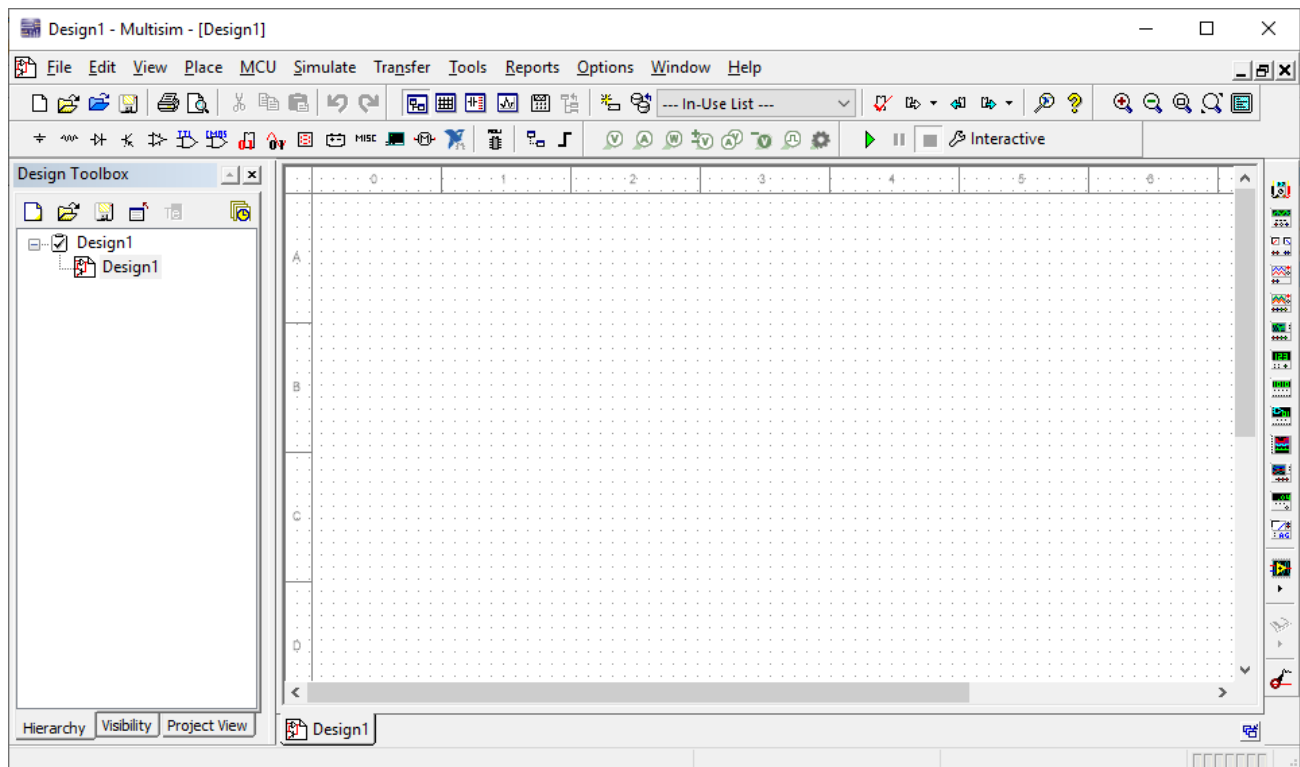 Design1 - Multisim - [Design1]
File Edit View Place MCU Simulate Transfer Tools Reports Options Window Help
--- In-Use List ---
MISC Interactive
Design Toolbox
0 1 2 3 4 5 6
Design1
Design1
A
B
C
D
Hierarchy Visibility Project View
Design1